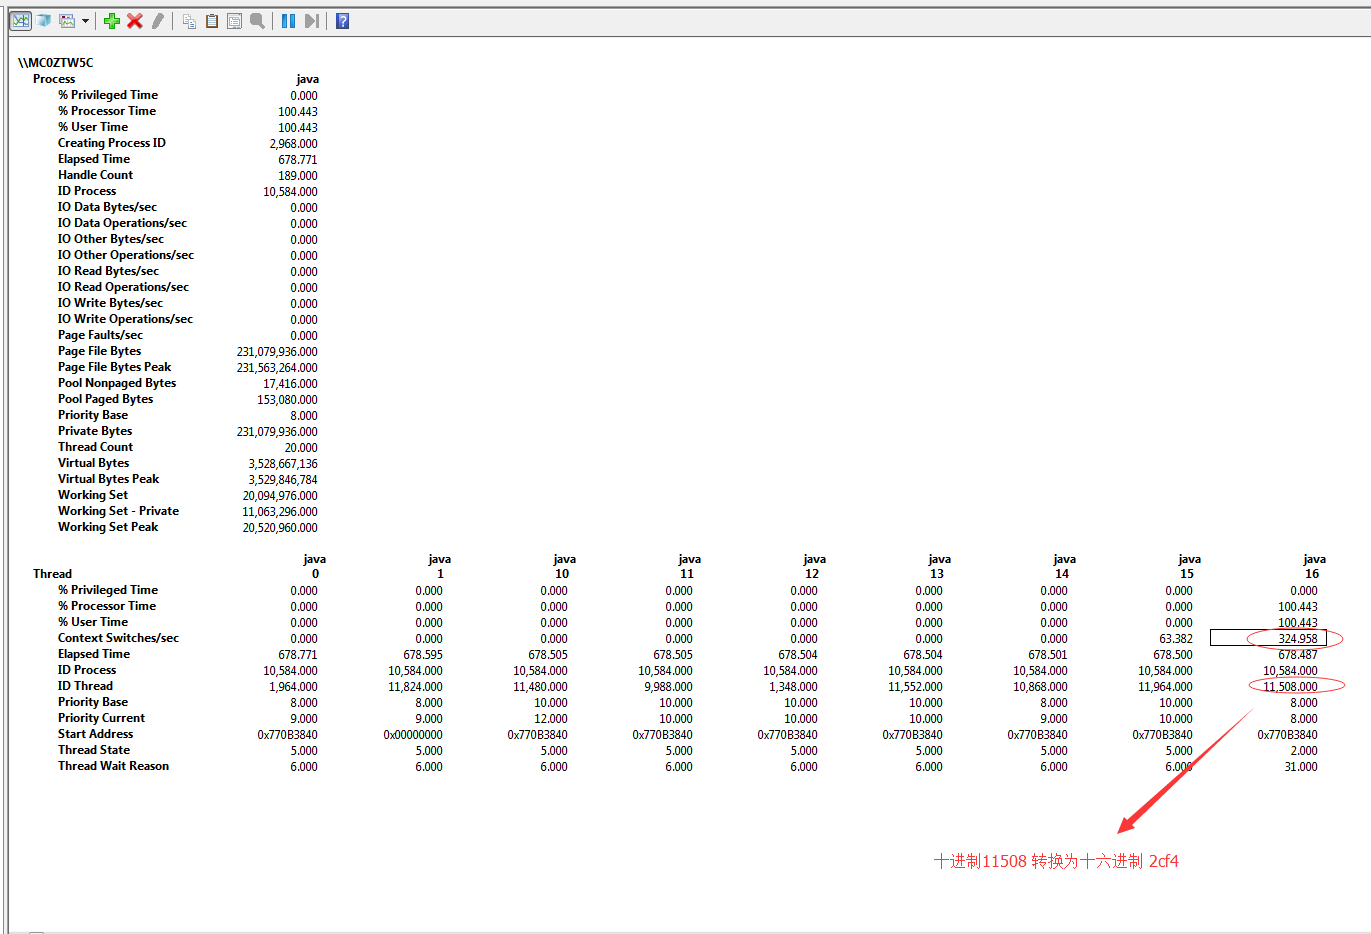 \\MC0ZTW5C
Process java
% Privileged Time 0.000
% Processor Time 100.443
% User Time 100.443
Creating Process ID 2,968.000
Elapsed Time 678.771
Handle Count 189.000
ID Process 10,584.000
IO Data Bytes/sec 0.000
IO Data Operations/sec 0.000
IO Other Bytes/sec 0.000
IO Other Operations/sec 0.000
IO Read Bytes/sec 0.000
IO Read Operations/sec 0.000
IO Write Bytes/sec 0.000
IO Write Operations/sec 0.000
Page Faults/sec 0.000
Page File Bytes 231,079,936.000
Page File Bytes Peak 231,563,264.000
Pool Nonpaged Bytes 17,416.000
Pool Paged Bytes 153,080.000
Priority Base 8.000
Private Bytes 231,079,936.000
Thread Count 20.000
Virtual Bytes 3,528,667,136
Virtual Bytes Peak 3,529,846,784
Working Set 20,094,976.000
Working Set - Private 11,063,296.000
Working Set Peak 20,520,960.000
java java java java java java java java java
Thread 0 1 10 11 12 13 14 15 16
% Privileged Time 0.000 0.000 0.000 0.000 0.000 0.000 0.000 0.000 0.000
% Processor Time 0.000 0.000 0.000 0.000 0.000 0.000 0.000 0.000 100.443
% User Time 0.000 0.000 0.000 0.000 0.000 0.000 0.000 0.000 100.443
Context Switches/sec 0.000 0.000 0.000 0.000 0.000 0.000 0.000 63.382 324.958
Elapsed Time 678.771 678.595 678.505 678.505 678.504 678.504 678.501 678.500 678.487
ID Process 10,584.000 10,584.000 10,584.000 10,584.000 10,584.000 10,584.000 10,584.000 10,584.000 10,584.000
ID Thread 1,964.000 11,824.000 11,480.000 9,988.000 1,348.000 11,552.000 10,868.000 11,964.000 11,508.000
Priority Base 8.000 8.000 10.000 10.000 10.000 10.000 8.000 10.000 8.000
Priority Current 9.000 9.000 12.000 10.000 10.000 10.000 9.000 10.000 8.000
Start Address 0x770B3840 0x00000000 0x770B3840 0x770B3840 0x770B3840 0x770B3840 0x770B3840 0x770B3840 0x770B3840
Thread State 5.000 5.000 5.000 5.000 5.000 5.000 5.000 5.000 2.000
Thread Wait Reason 6.000 6.000 6.000 6.000 6.000 6.000 6.000 6.000 31.000
十进制11508 转换为十六进制 2cf4